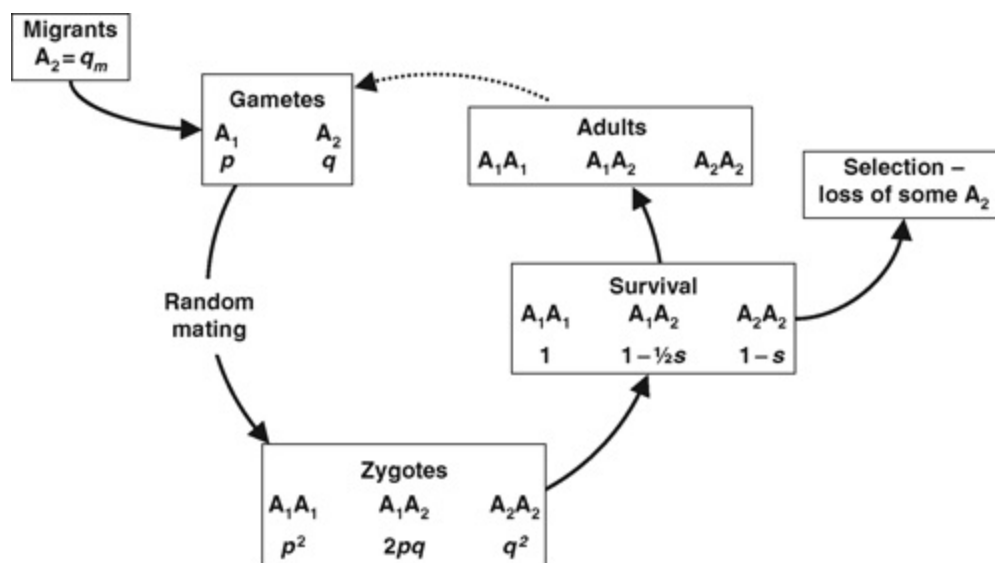 Migrants
A₂ = qₘ
Gametes
A₁ A₂
p q
Adults
A₁A₁ A₁A₂ A₂A₂
Selection –
loss of some A₂
Survival
A₁A₁ A₁A₂ A₂A₂
1 1 – ½s 1 – s
Random
mating
Zygotes
A₁A₁ A₁A₂ A₂A₂
p² 2pq q²